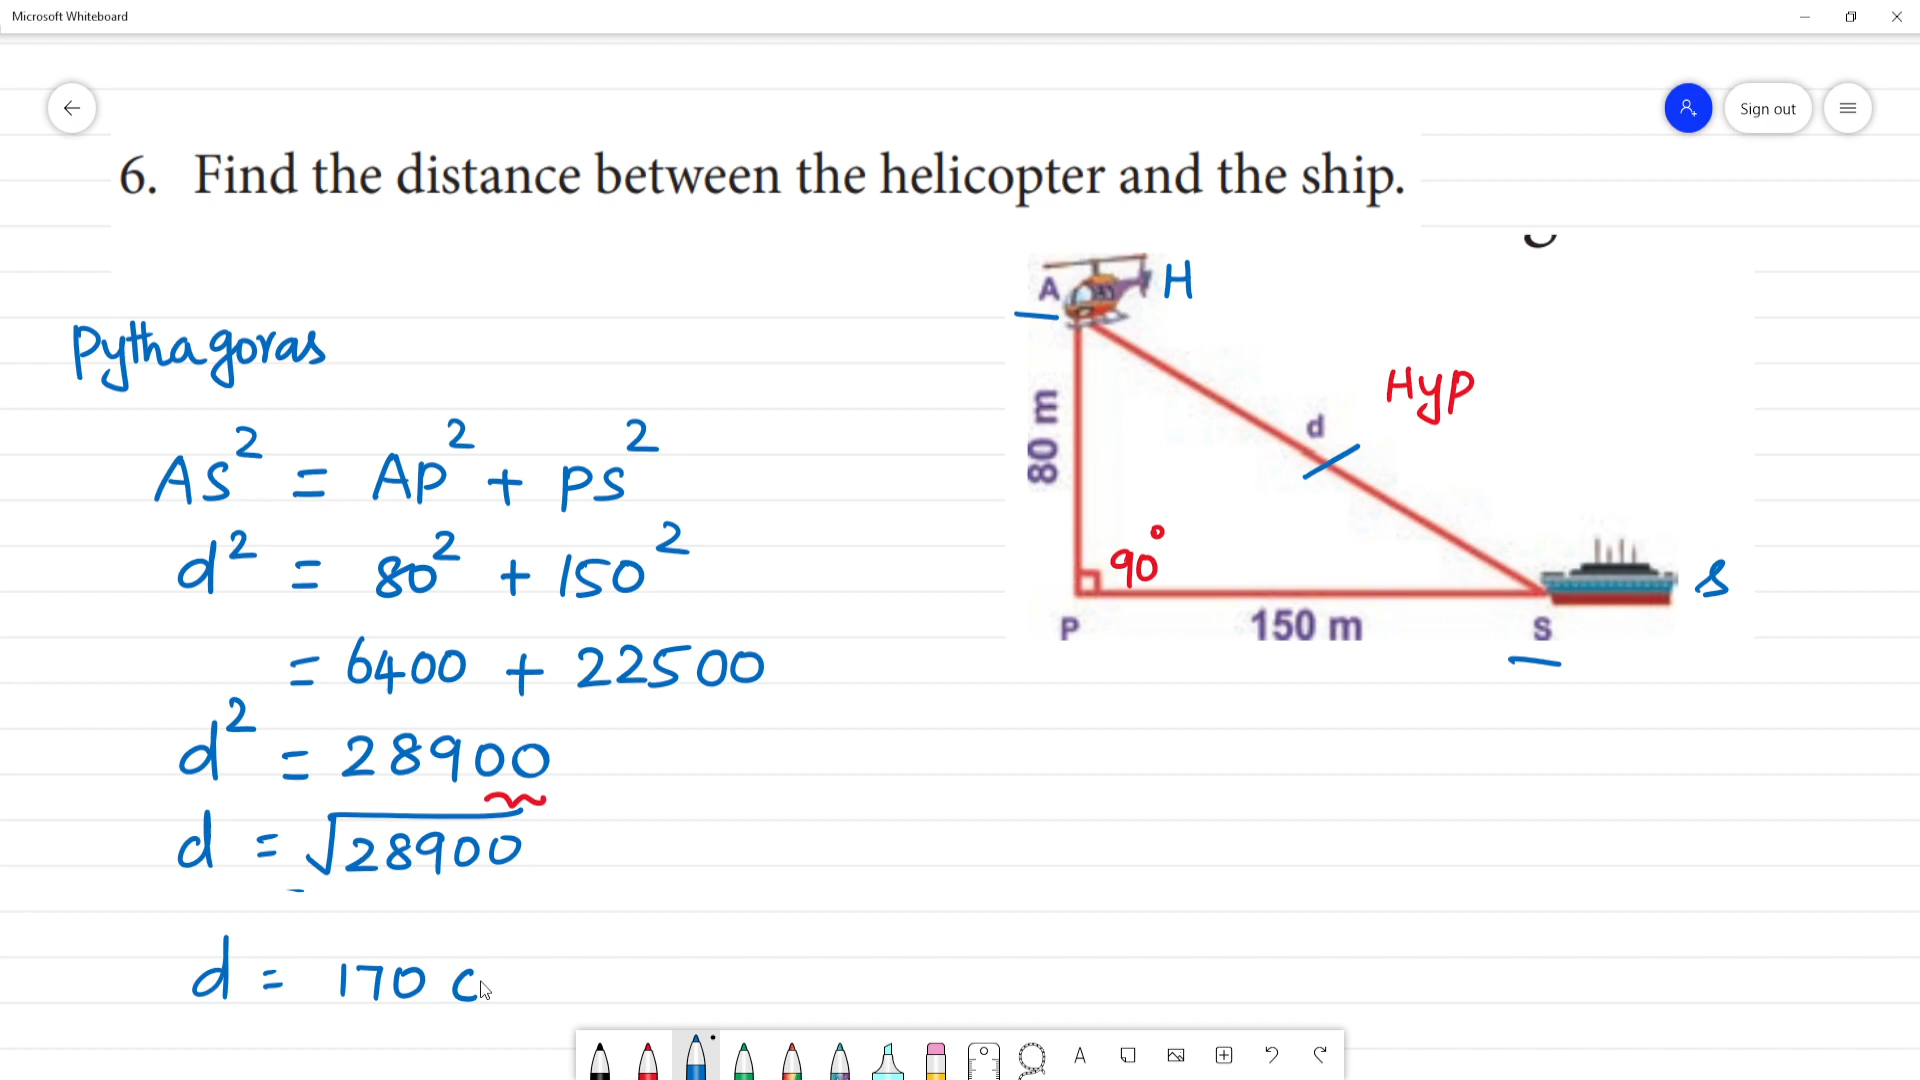 Microsoft Whiteboard
Sign out
6. Find the distance between the helicopter and the ship.
A H
Pythagoras
Hyp
80 m
d
AS² = AP² + PS²
90°
d² = 80² + 150²
S
P 150 m S
= 6400 + 22500
d² = 28900
d = √28900
d = 170 c
A